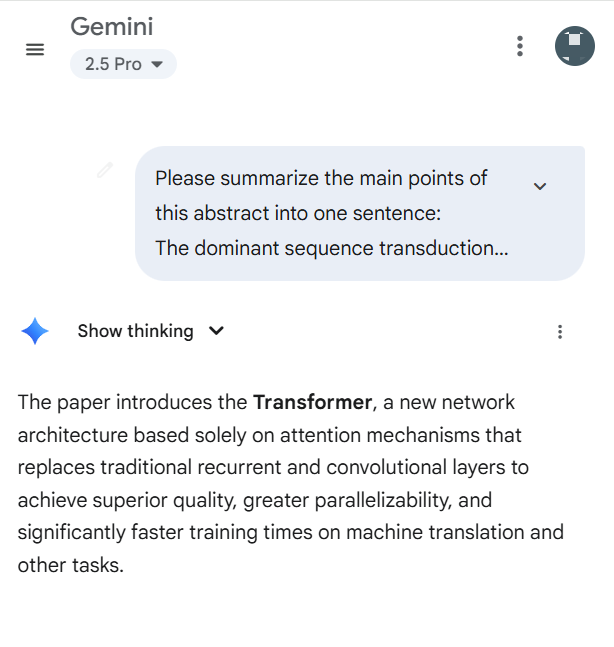 Gemini
2.5 Pro
Please summarize the main points of
this abstract into one sentence:
The dominant sequence transduction...
Show thinking
The paper introduces the Transformer, a new network
architecture based solely on attention mechanisms that
replaces traditional recurrent and convolutional layers to
achieve superior quality, greater parallelizability, and
significantly faster training times on machine translation and
other tasks.